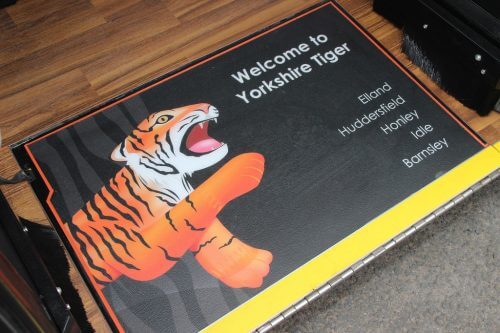 Welcome to
Yorkshire Tiger
Elland
Huddersfield
Honley
Idle
Barnsley